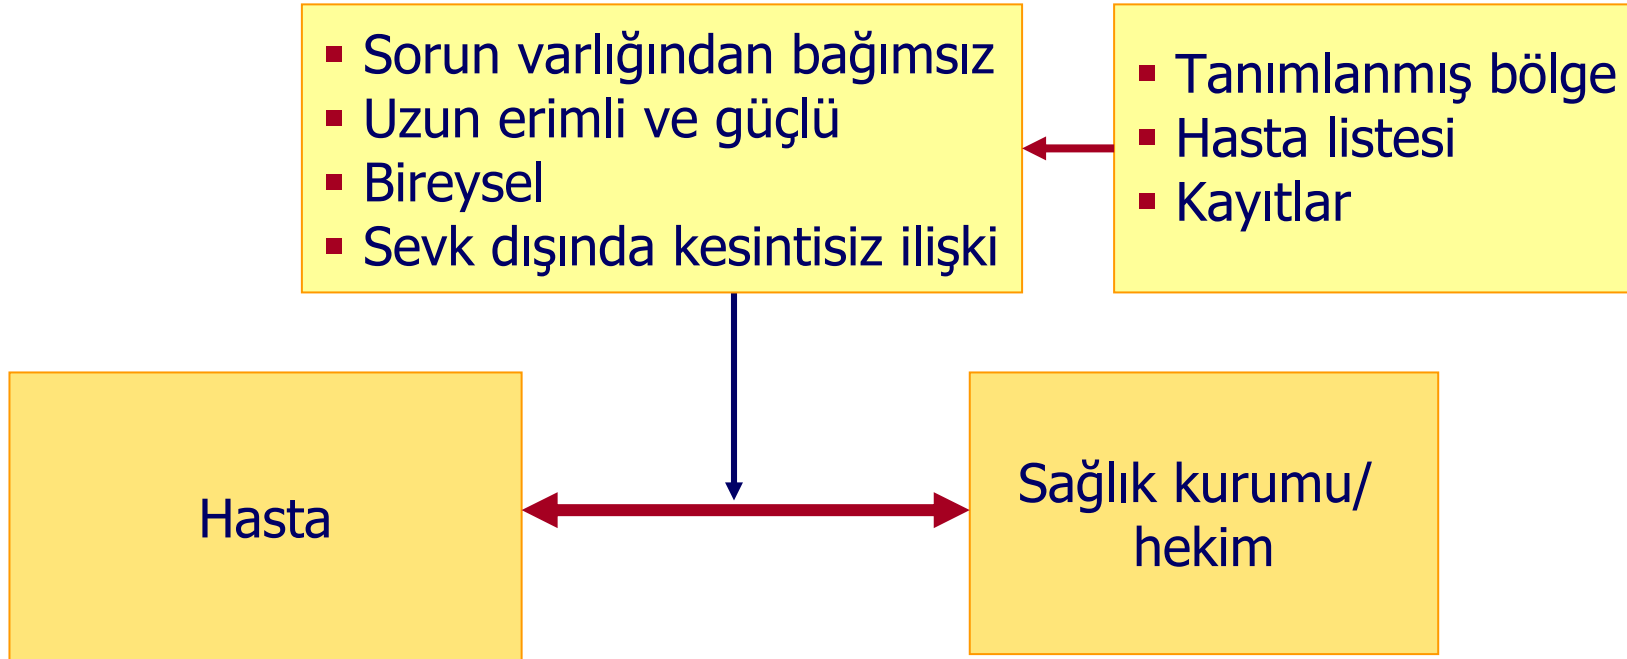 ▪ Sorun varlığından bağımsız
▪ Uzun erimli ve güçlü
▪ Bireysel
▪ Sevk dışında kesintisiz ilişki
▪ Tanımlanmış bölge
▪ Hasta listesi
▪ Kayıtlar
Hasta
Sağlık kurumu/
hekim